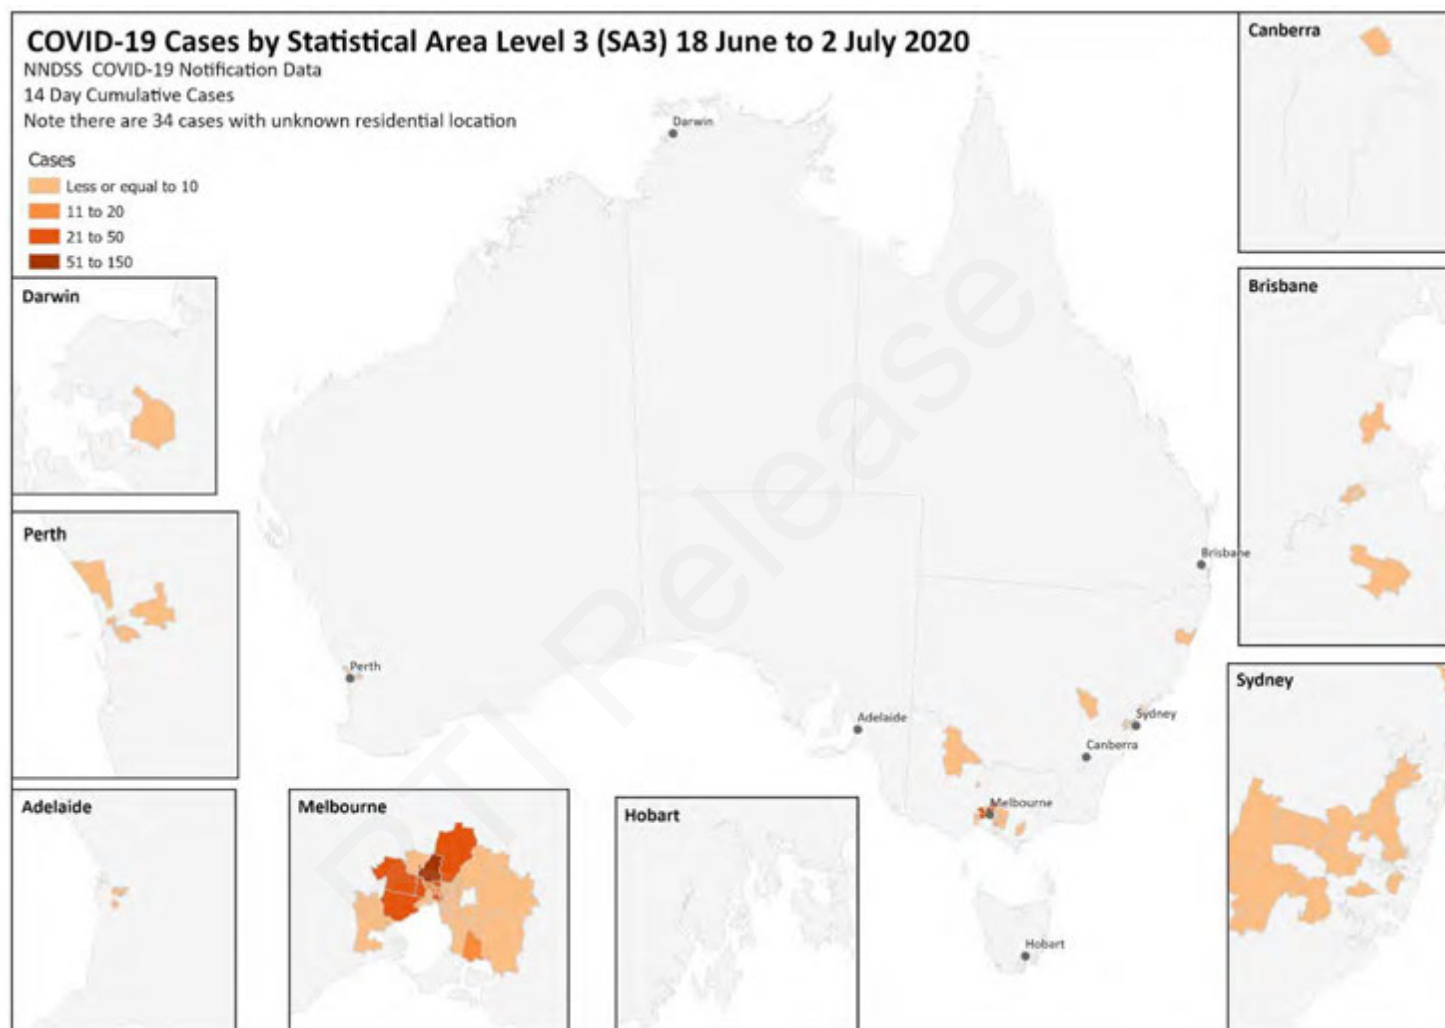 COVID-19 Cases by Statistical Area Level 3 (SA3) 18 June to 2 July 2020
NNDSS COVID-19 Notification Data
14 Day Cumulative Cases
Note there are 34 cases with unknown residential location
Cases
Less or equal to 10
11 to 20
21 to 50
51 to 150
Canberra
Darwin
Darwin
Brisbane
Perth
Brisbane
Perth
Adelaide
Sydney
Canberra
Sydney
Adelaide
Melbourne
Melbourne
Hobart
Hobart
RTI Release